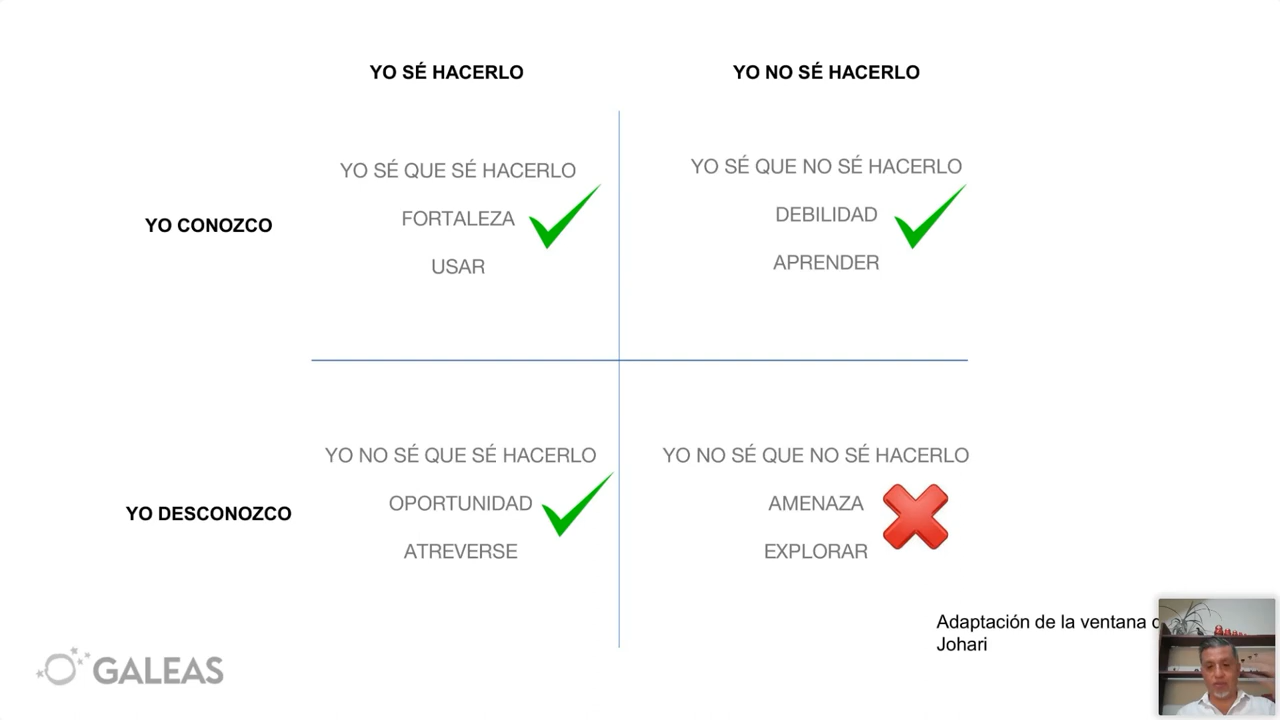 YO SÉ HACERLO
YO NO SÉ HACERLO
YO CONOZCO
YO SÉ QUE SÉ HACERLO
FORTALEZA
USAR
YO SÉ QUE NO SÉ HACERLO
DEBILIDAD
APRENDER
YO DESCONOZCO
YO NO SÉ QUE SÉ HACERLO
OPORTUNIDAD
ATREVERSE
YO NO SÉ QUE NO SÉ HACERLO
AMENAZA
EXPLORAR
Adaptación de la ventana
Johari
GALEAS